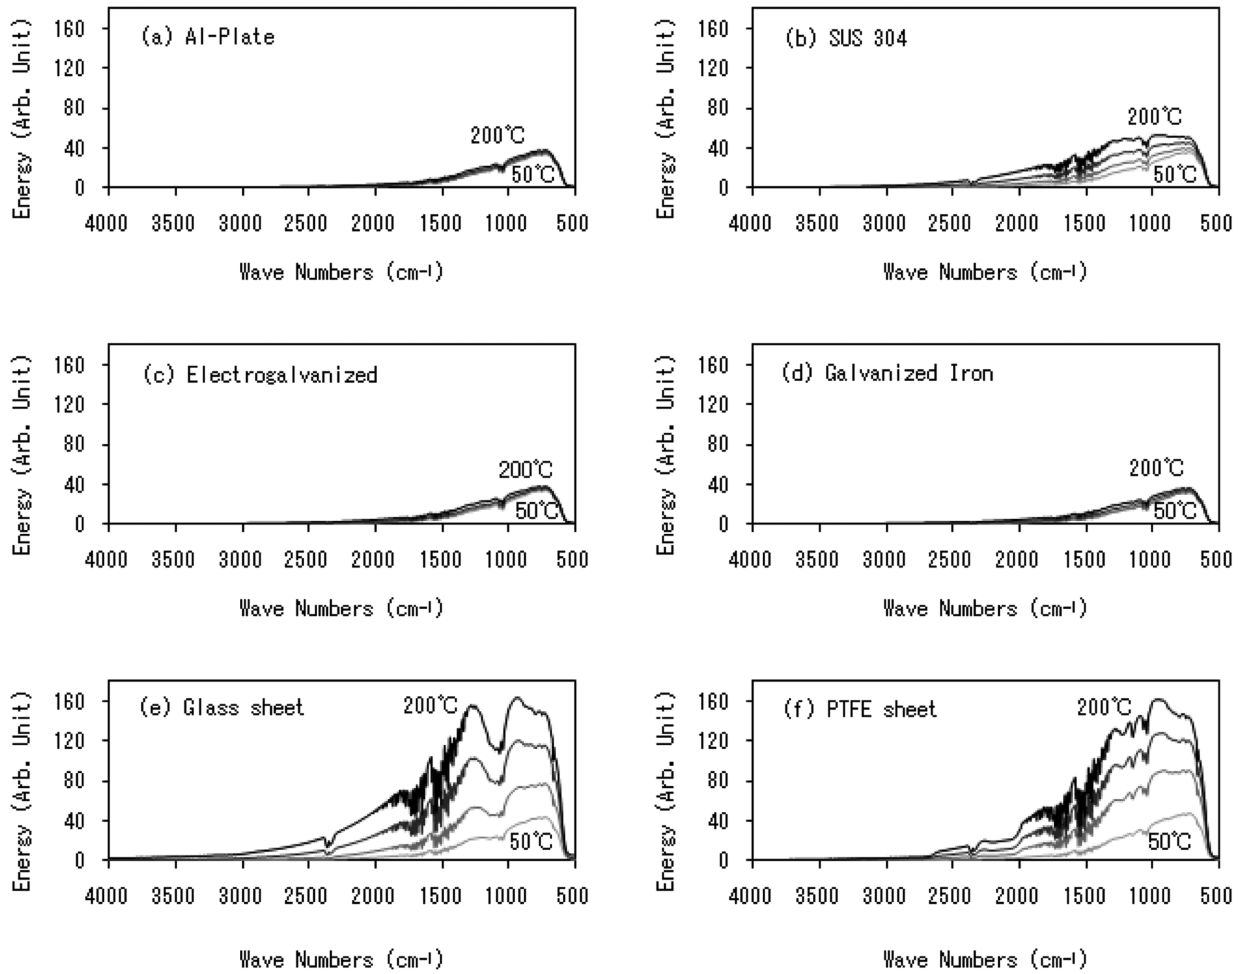 (a) Al-Plate
Energy (Arb. Unit)
160
120
80
40
0
200℃
50℃
4000 3500 3000 2500 2000 1500 1000 500
Wave Numbers (cm⁻¹)
(b) SUS 304
Energy (Arb. Unit)
160
120
80
40
0
200℃
50℃
4000 3500 3000 2500 2000 1500 1000 500
Wave Numbers (cm⁻¹)
(c) Electrogalvanized
Energy (Arb. Unit)
160
120
80
40
0
200℃
50℃
4000 3500 3000 2500 2000 1500 1000 500
Wave Numbers (cm⁻¹)
(d) Galvanized Iron
Energy (Arb. Unit)
160
120
80
40
0
200℃
50℃
4000 3500 3000 2500 2000 1500 1000 500
Wave Numbers (cm⁻¹)
(e) Glass sheet
Energy (Arb. Unit)
160
120
80
40
0
200℃
50℃
4000 3500 3000 2500 2000 1500 1000 500
Wave Numbers (cm⁻¹)
(f) PTFE sheet
Energy (Arb. Unit)
160
120
80
40
0
200℃
50℃
4000 3500 3000 2500 2000 1500 1000 500
Wave Numbers (cm⁻¹)